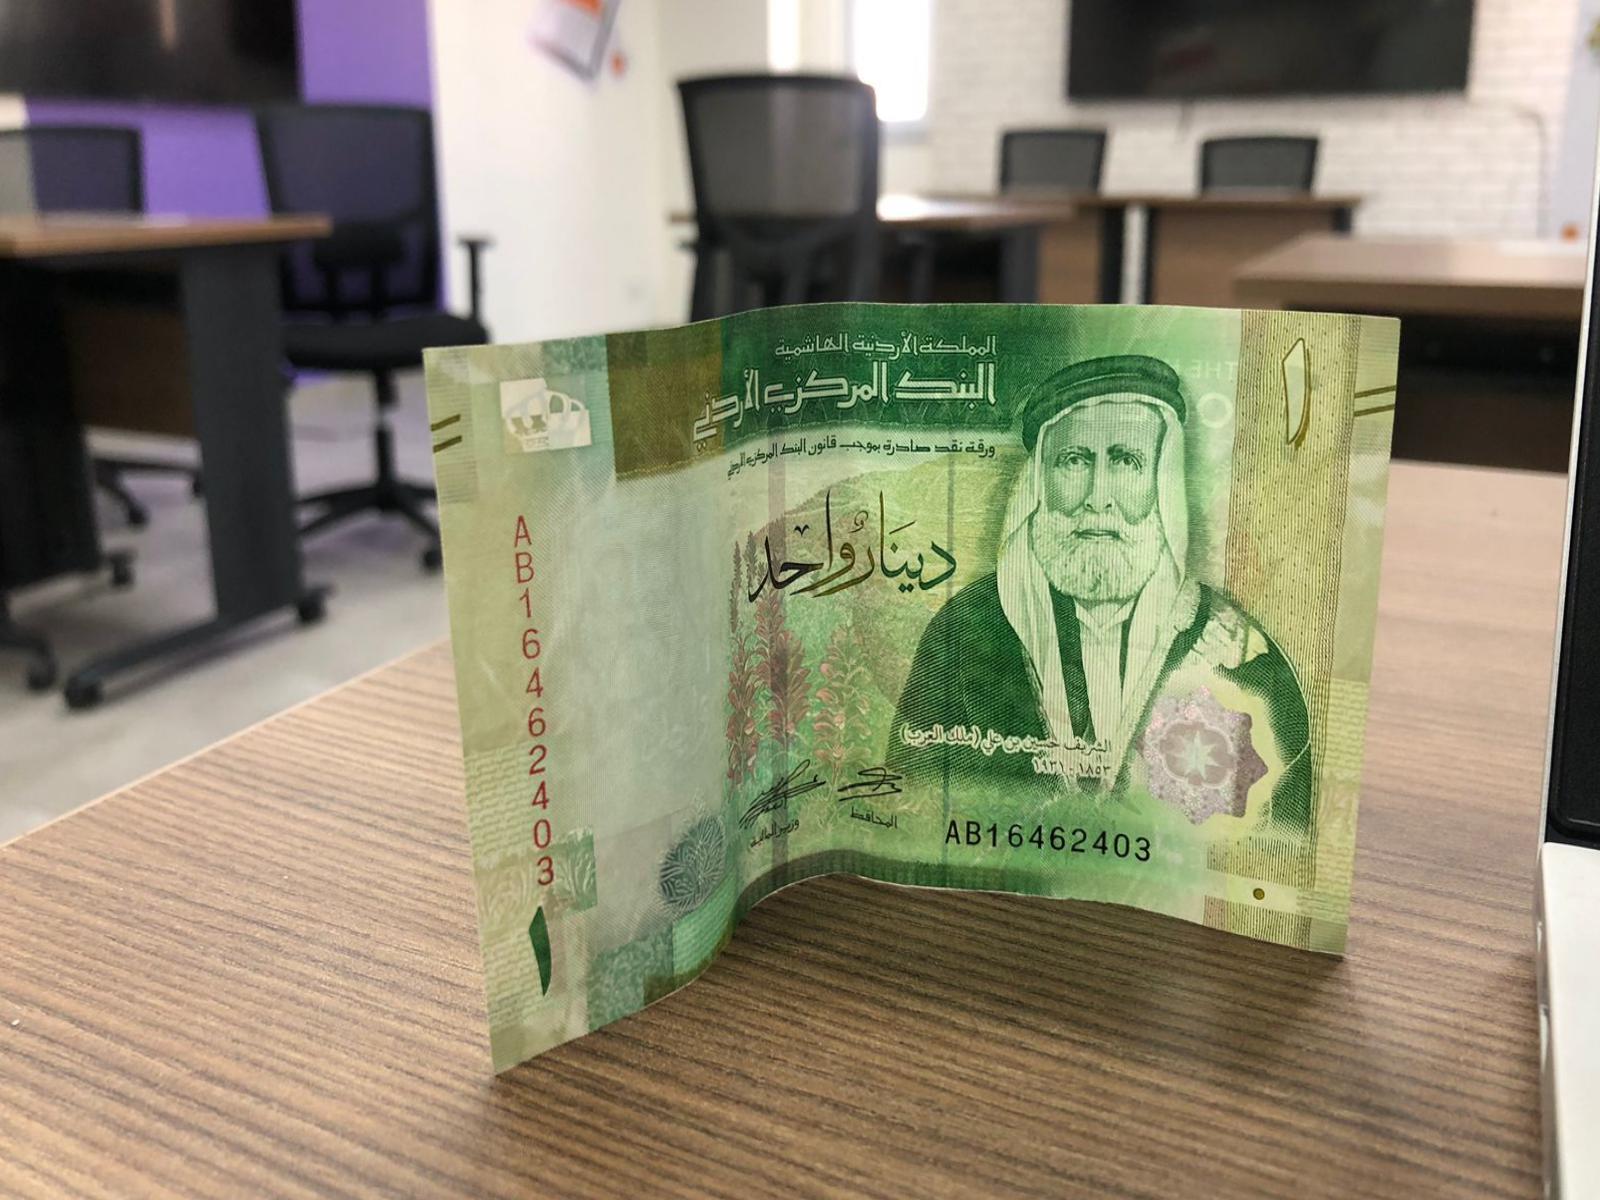 المملكة الأردنية الهاشمية
البنك المركزي الأردني
ورقة نقد صادرة بموجب قانون البنك المركزي الأردني
١
دينار واحد
الشريف حسين بن علي (ملك العرب)
١٨٥٣ - ١٩٣١
المحافظ
وزير المالية
AB16462403
AB16462403
١